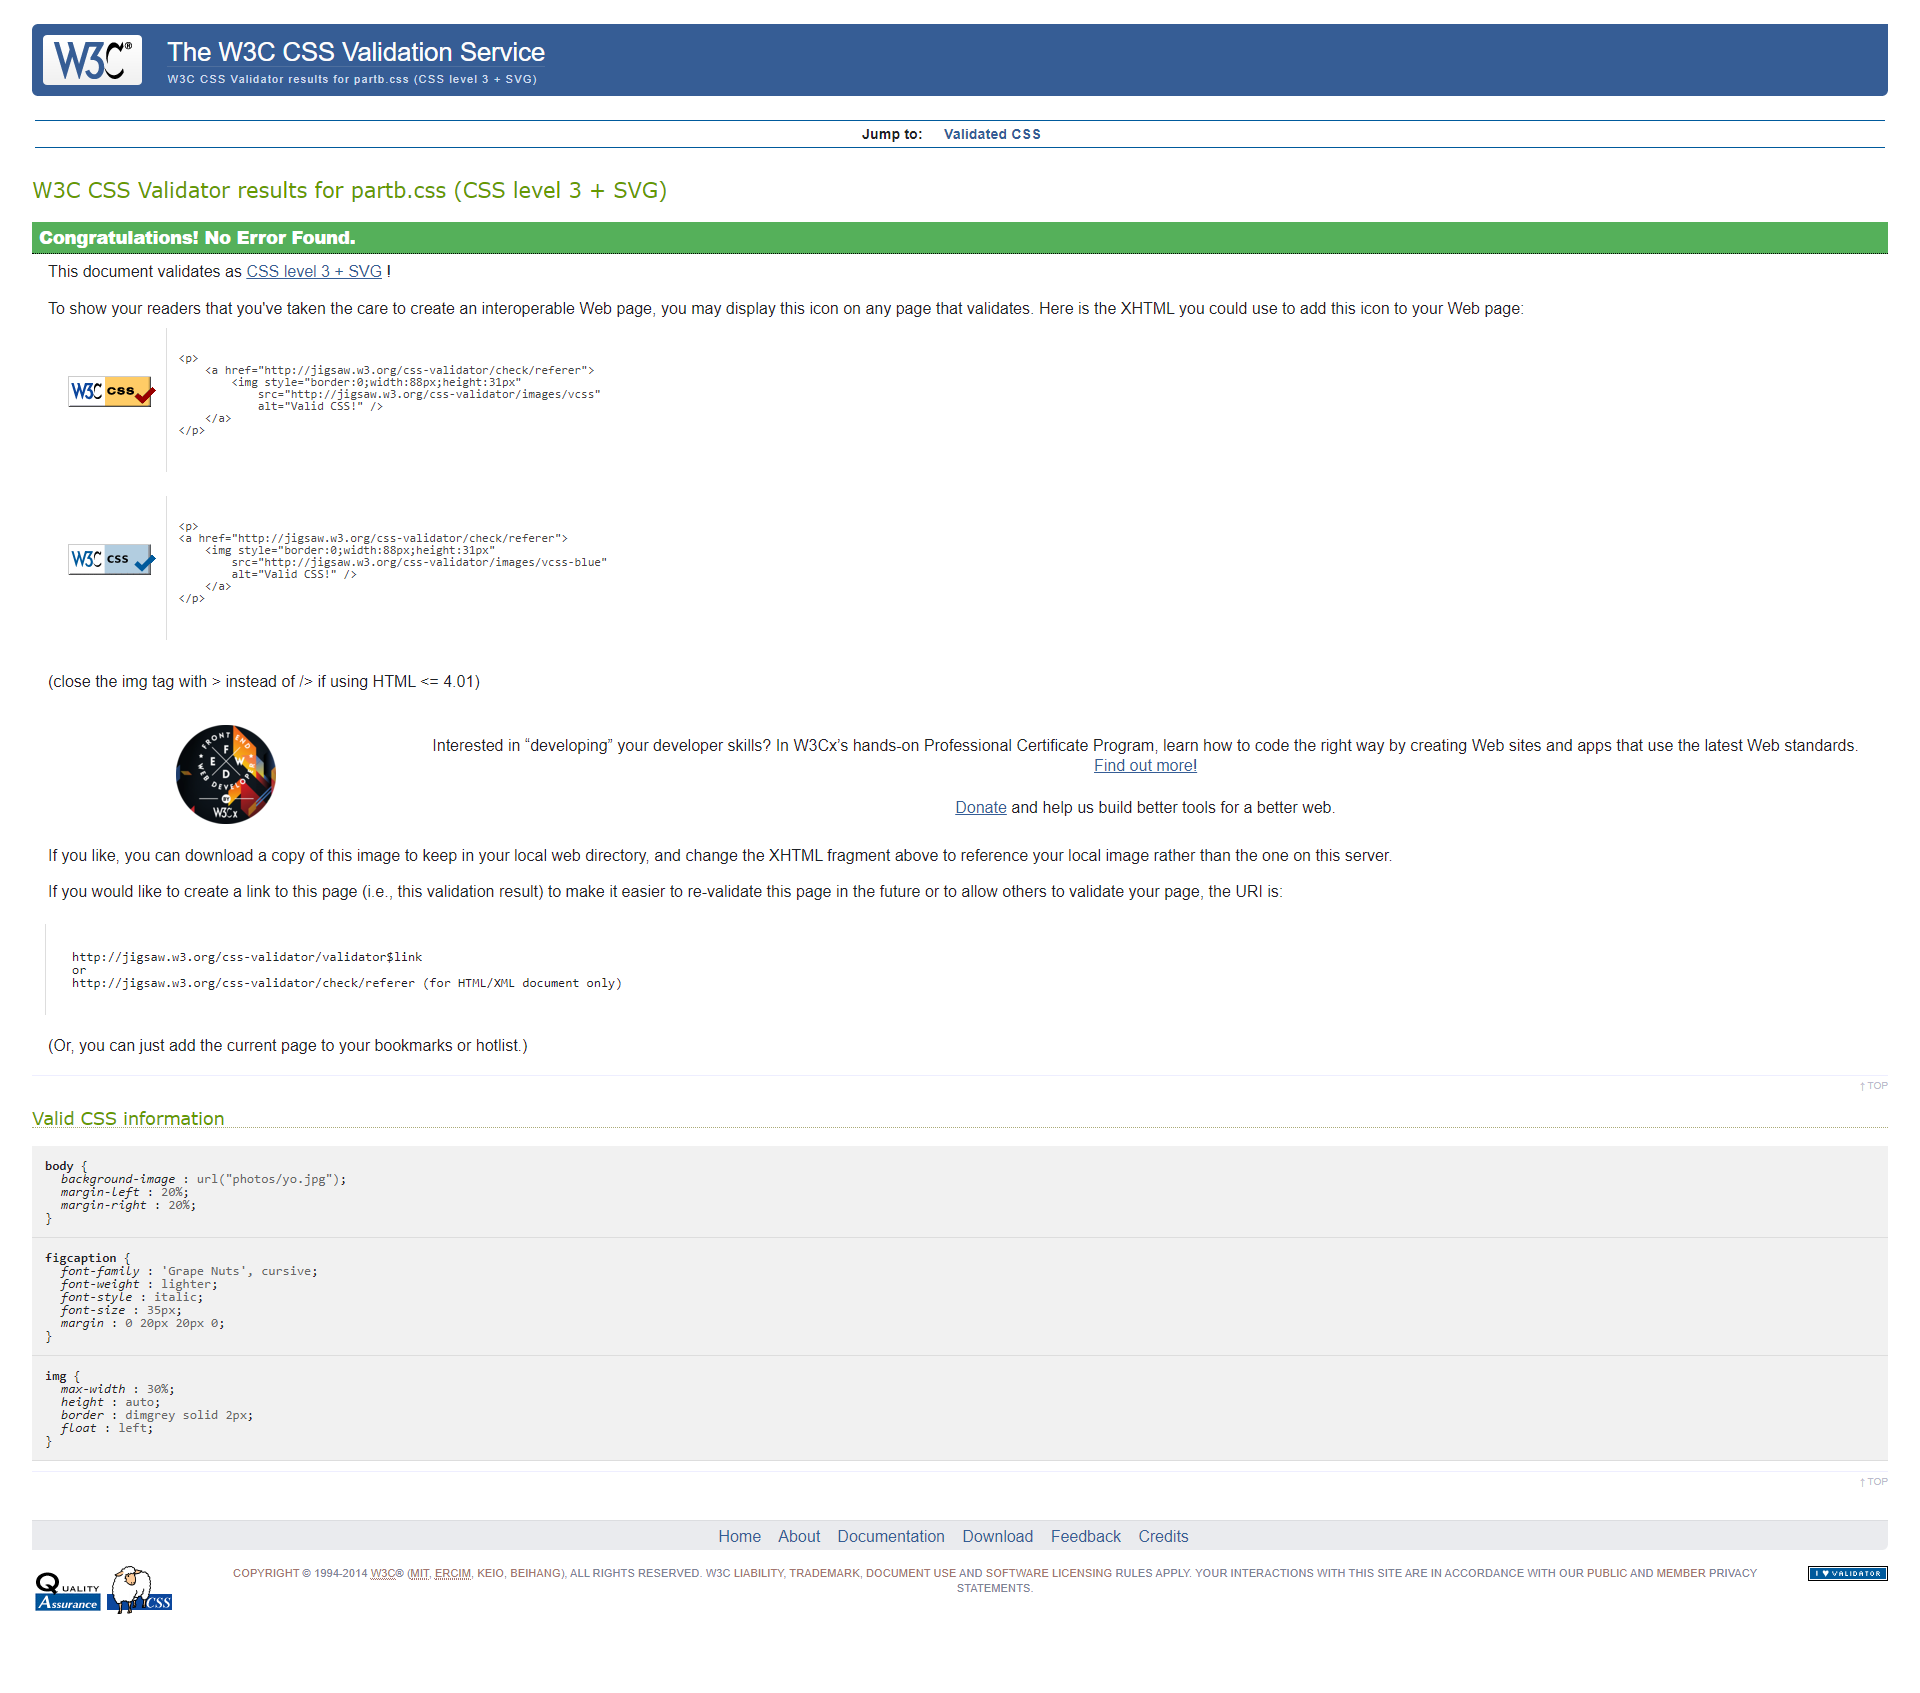 W3C®
The W3C CSS Validation Service
W3C CSS Validator results for partb.css (CSS level 3 + SVG)
Jump to: Validated CSS
W3C CSS Validator results for partb.css (CSS level 3 + SVG)
Congratulations! No Error Found.
This document validates as CSS level 3 + SVG !
To show your readers that you've taken the care to create an interoperable Web page, you may display this icon on any page that validates. Here is the XHTML you could use to add this icon to your Web page:
W3C css
<p>
    <a href="http://jigsaw.w3.org/css-validator/check/referer">
        <img style="border:0;width:88px;height:31px"
            src="http://jigsaw.w3.org/css-validator/images/vcss"
            alt="Valid CSS!" />
    </a>
</p>
W3C css
<p>
<a href="http://jigsaw.w3.org/css-validator/check/referer">
    <img style="border:0;width:88px;height:31px"
        src="http://jigsaw.w3.org/css-validator/images/vcss-blue"
        alt="Valid CSS!" />
    </a>
</p>
(close the img tag with > instead of /> if using HTML <= 4.01)
FRONT END
F
E W
D
WEB DEVELOPER
BY
W3Cx
Interested in “developing” your developer skills? In W3Cx’s hands-on Professional Certificate Program, learn how to code the right way by creating Web sites and apps that use the latest Web standards.
Find out more!
Donate and help us build better tools for a better web.
If you like, you can download a copy of this image to keep in your local web directory, and change the XHTML fragment above to reference your local image rather than the one on this server.
If you would like to create a link to this page (i.e., this validation result) to make it easier to re-validate this page in the future or to allow others to validate your page, the URI is:
http://jigsaw.w3.org/css-validator/validator$link
or
http://jigsaw.w3.org/css-validator/check/referer (for HTML/XML document only)
(Or, you can just add the current page to your bookmarks or hotlist.)
↑ TOP
Valid CSS information
body {
  background-image : url("photos/yo.jpg");
  margin-left : 20%;
  margin-right : 20%;
}
figcaption {
  font-family : 'Grape Nuts', cursive;
  font-weight : lighter;
  font-style : italic;
  font-size : 35px;
  margin : 0 20px 20px 0;
}
img {
  max-width : 30%;
  height : auto;
  border : dimgrey solid 2px;
  float : left;
}
↑ TOP
Home About Documentation Download Feedback Credits
Quality
Assurance
CSS
COPYRIGHT © 1994-2014 W3C® (MIT, ERCIM, KEIO, BEIHANG), ALL RIGHTS RESERVED. W3C LIABILITY, TRADEMARK, DOCUMENT USE AND SOFTWARE LICENSING RULES APPLY. YOUR INTERACTIONS WITH THIS SITE ARE IN ACCORDANCE WITH OUR PUBLIC AND MEMBER PRIVACY
STATEMENTS.
I ♥ VALIDATOR